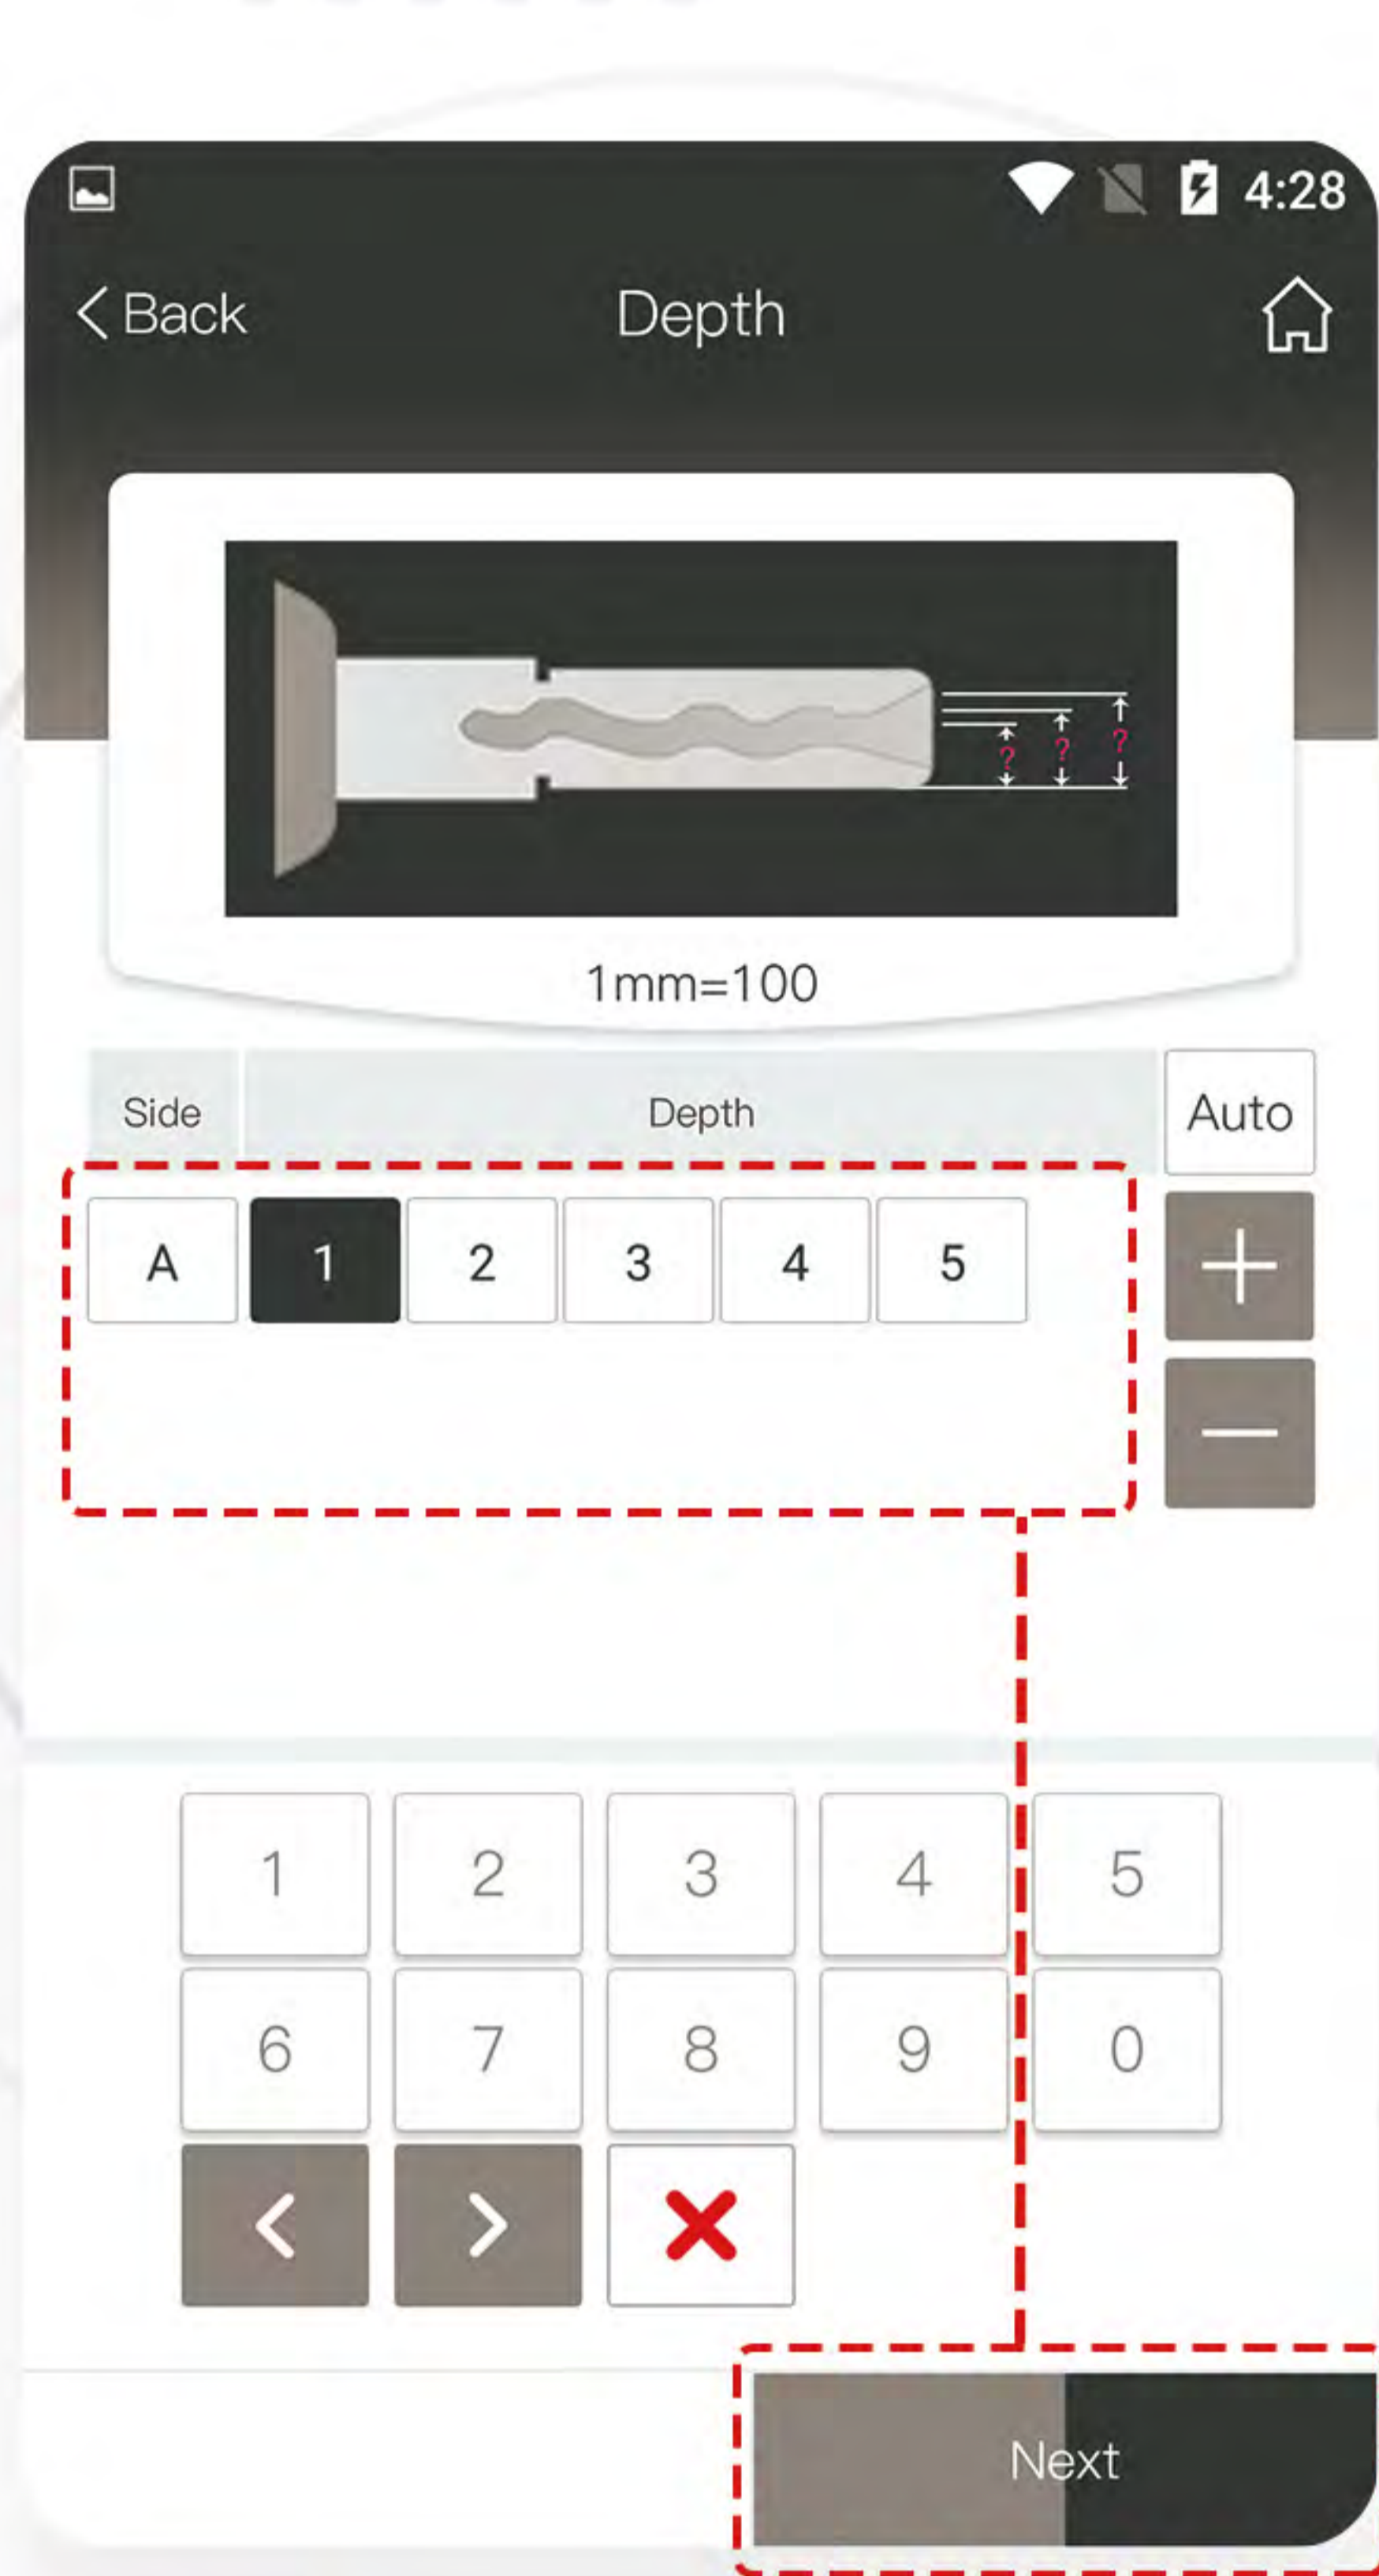 4:28
Back
Depth
? ? ?
1mm=100
Side Depth Auto
A 1 2 3 4 5
1 2 3 4 5
6 7 8 9 0
Next